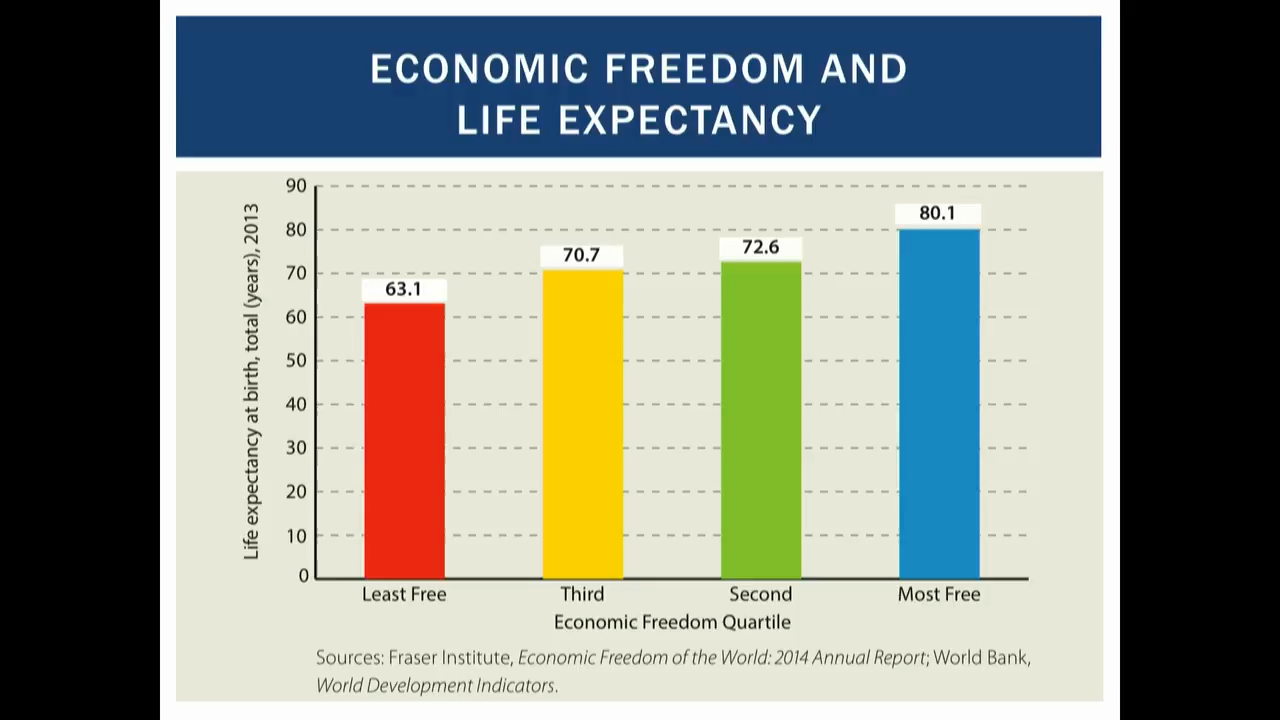 ECONOMIC FREEDOM AND
LIFE EXPECTANCY
Life expectancy at birth, total (years), 2013
90
80
70
60
50
40
30
20
10
0
63.1
70.7
72.6
80.1
Least Free
Third
Second
Most Free
Economic Freedom Quartile
Sources: Fraser Institute, Economic Freedom of the World: 2014 Annual Report; World Bank,
World Development Indicators.